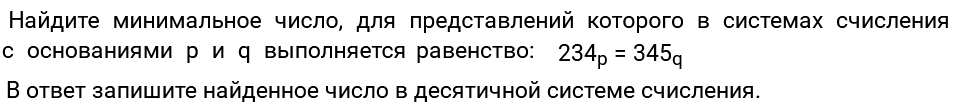 Найдите минимальное число, для представлений которого в системах счисления
с основаниями p и q выполняется равенство: 234p = 345q
В ответ запишите найденное число в десятичной системе счисления.